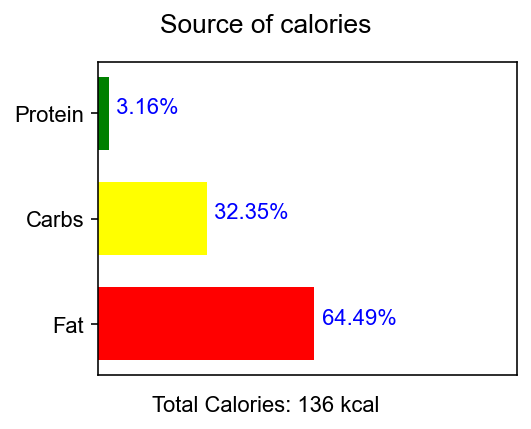 Source of calories
Protein 3.16%
Carbs 32.35%
Fat 64.49%
Total Calories: 136 kcal